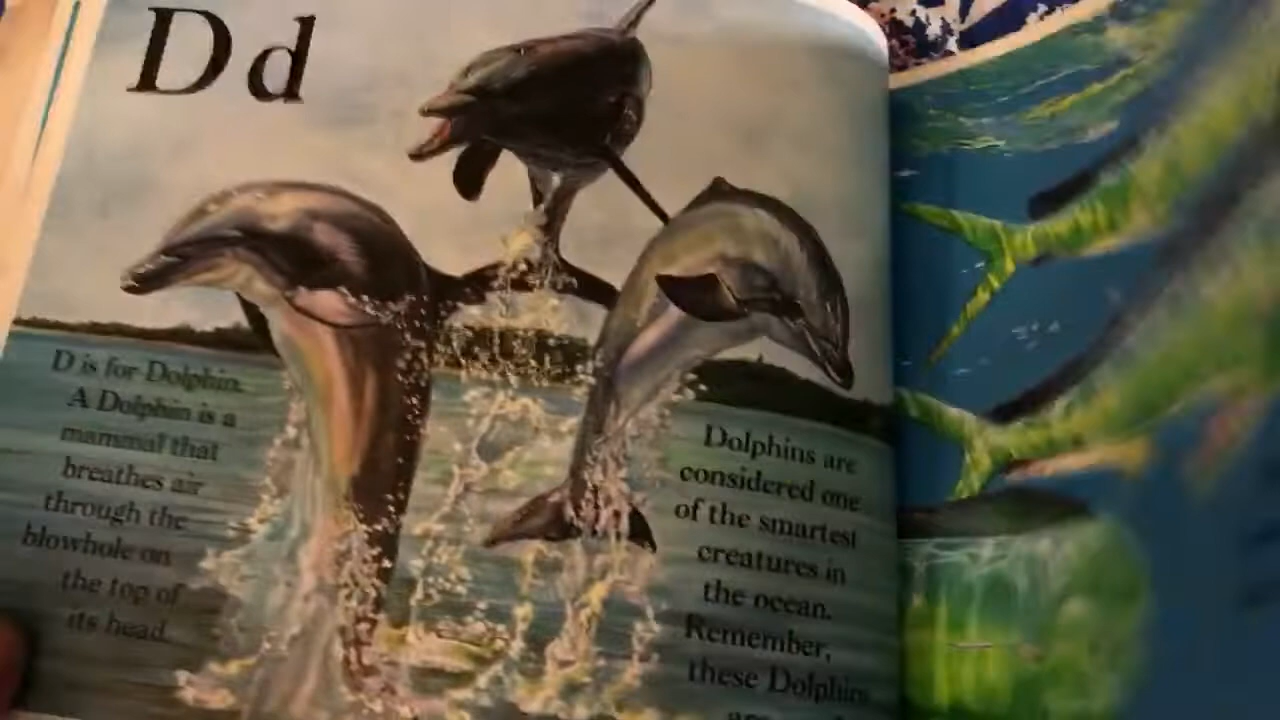 Dd
D is for Dolphin.
A Dolphin is a
mammal that
breathes air
through the
blowhole on
the top of
its head.
Dolphins are
considered one
of the smartest
creatures in
the ocean.
Remember,
these Dolphins